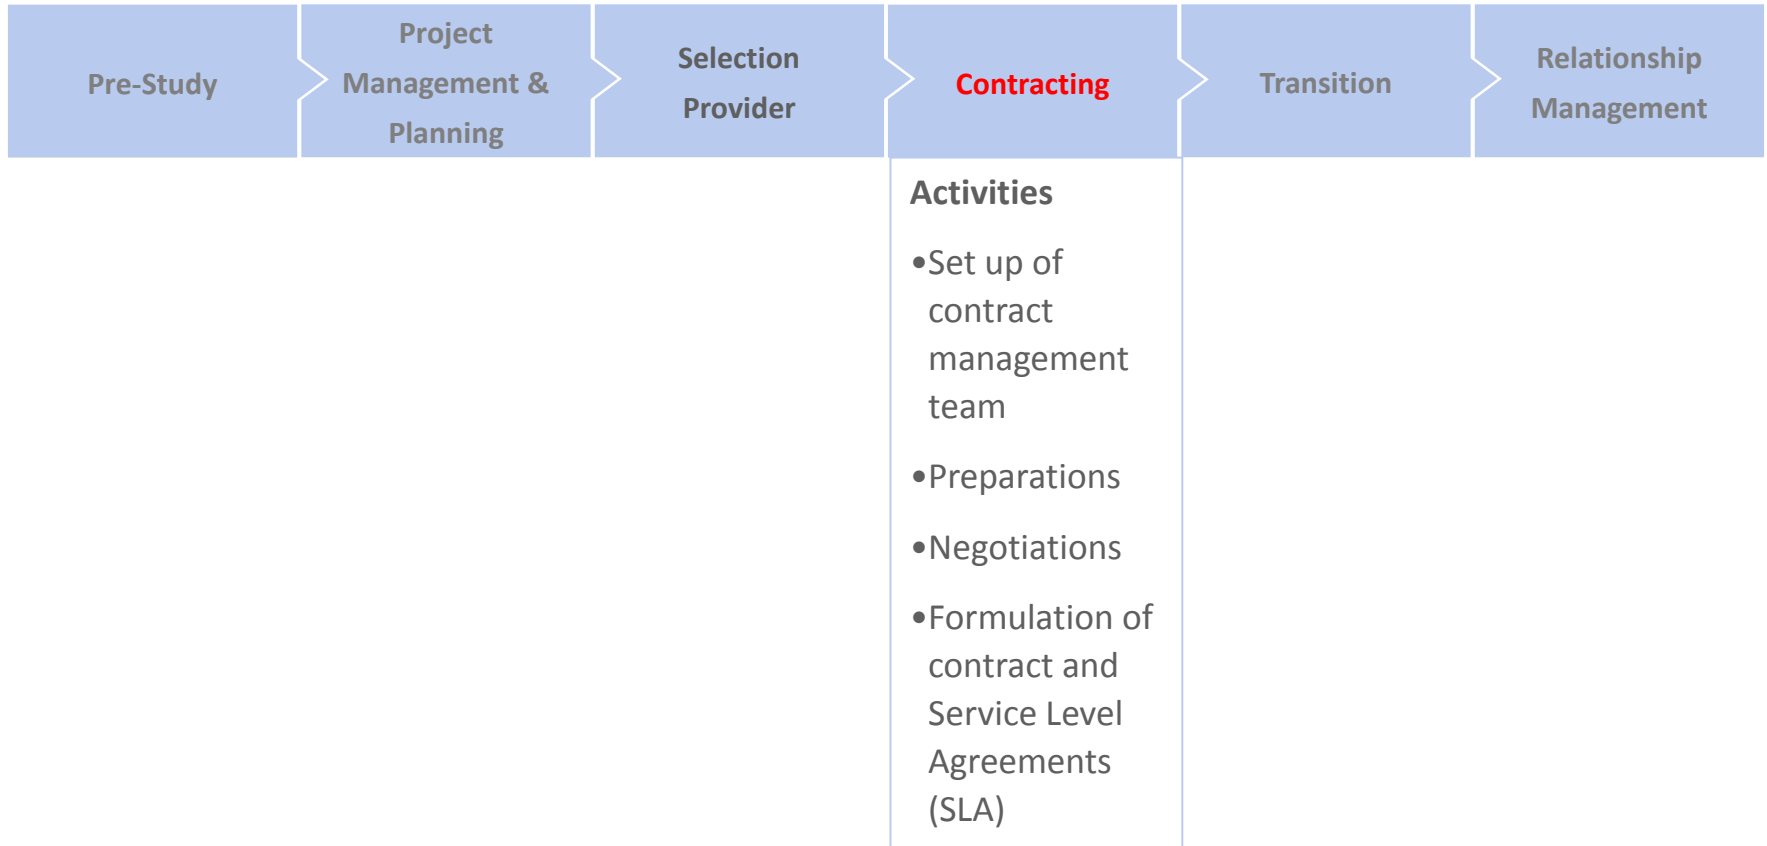 Pre-Study
Project
Management &
Planning
Selection
Provider
Contracting
Transition
Relationship
Management
Activities
•Set up of
contract
management
team
•Preparations
•Negotiations
•Formulation of
contract and
Service Level
Agreements
(SLA)